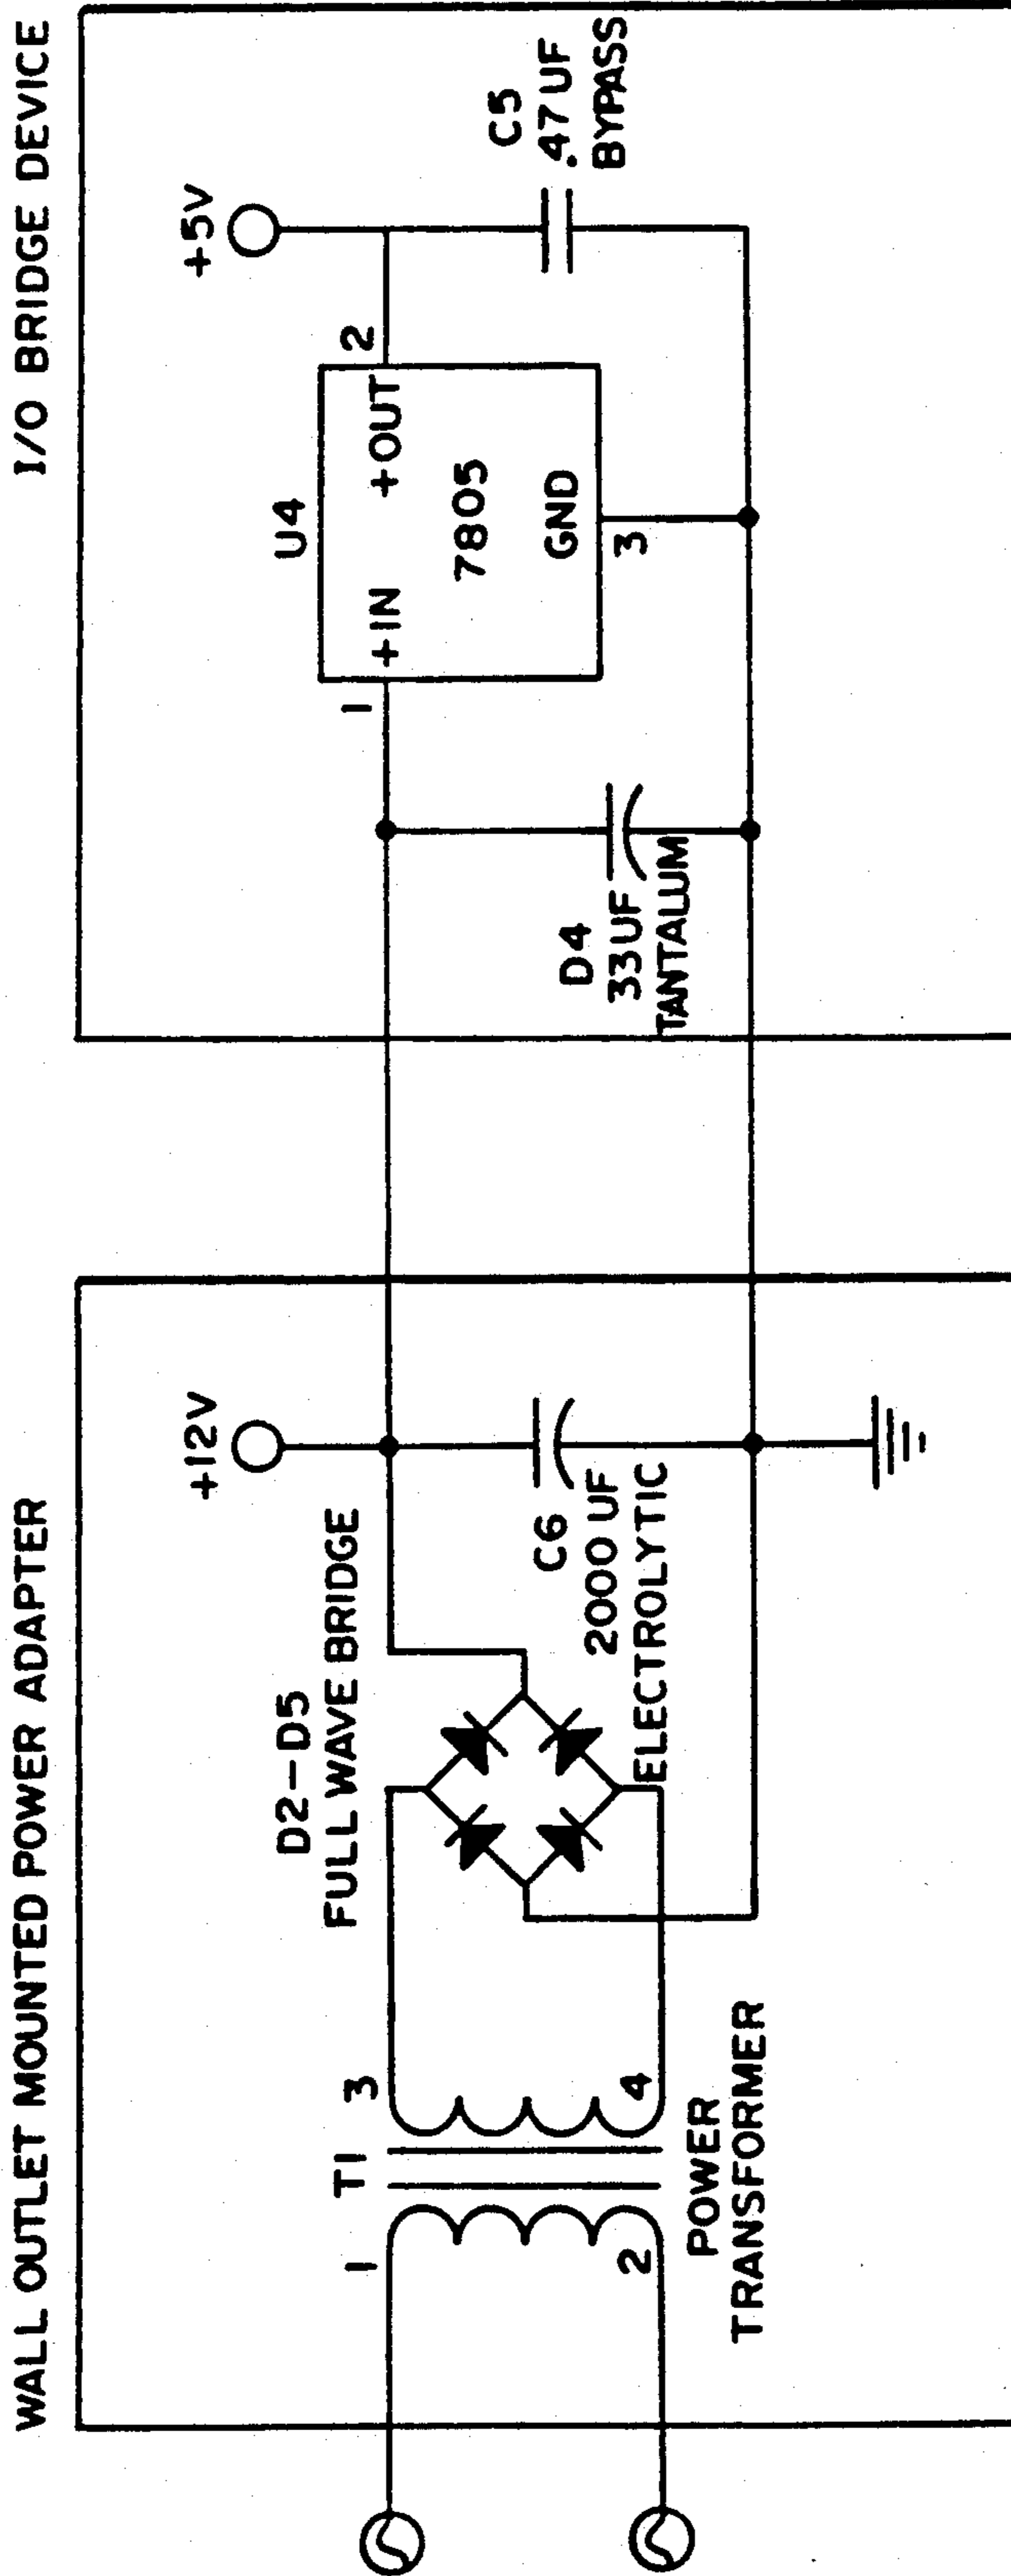 WALL OUTLET MOUNTED POWER ADAPTER
I/O BRIDGE DEVICE
1
2
T1
3
4
POWER
TRANSFORMER
D2-D5
FULL WAVE BRIDGE
+12V
C6
2000 UF
ELECTROLYTIC
D4
33UF
TANTALUM
U4
1
+IN
+OUT
2
7805
GND
3
+5V
C5
.47 UF
BYPASS